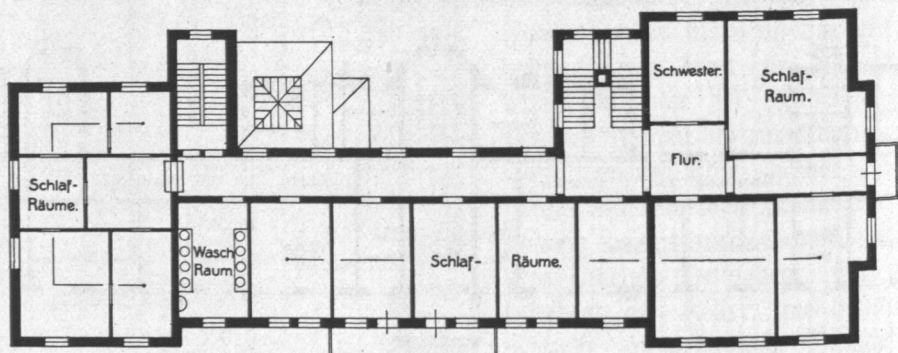 Schwester.
Schlaf-
Raum.
Flur.
Schlaf-
Räume.
Wasch
Raum.
Schlaf-
Räume.